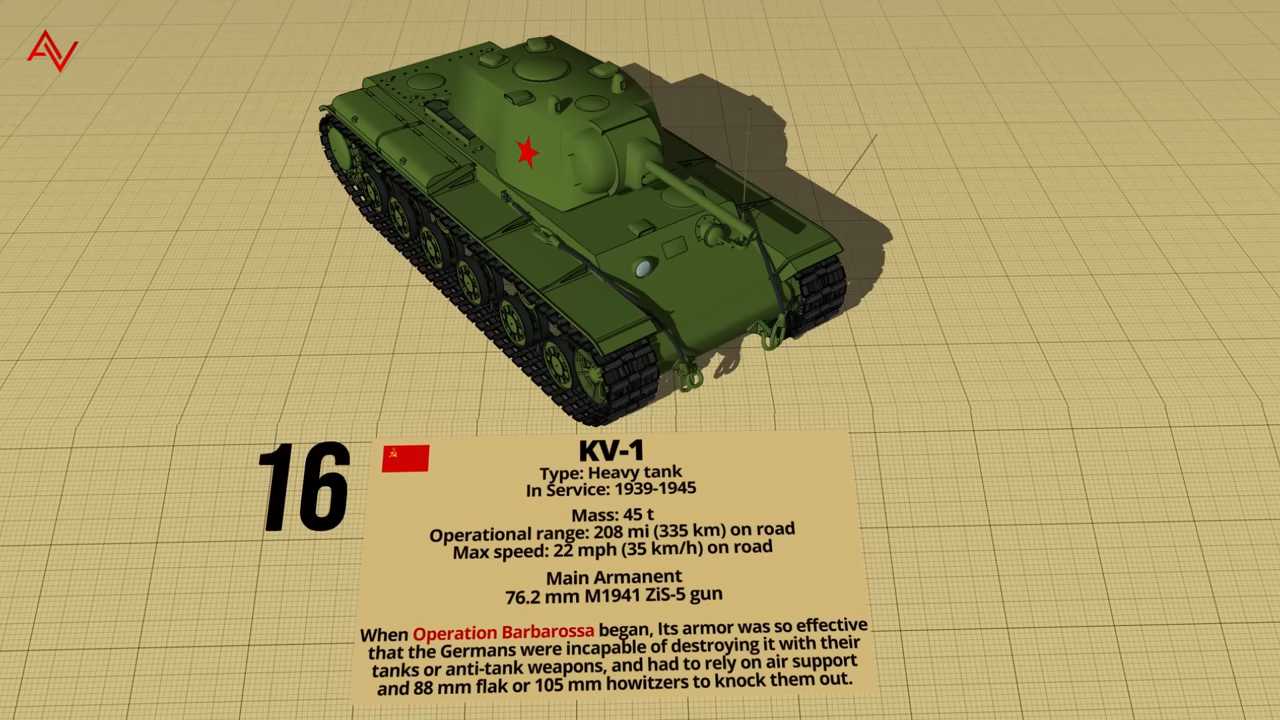 AV
16
KV-1
Type: Heavy tank
In Service: 1939-1945
Mass: 45 t
Operational range: 208 mi (335 km) on road
Max speed: 22 mph (35 km/h) on road
Main Armanent
76.2 mm M1941 ZiS-5 gun
When Operation Barbarossa began, Its armor was so effective
that the Germans were incapable of destroying it with their
tanks or anti-tank weapons, and had to rely on air support
and 88 mm flak or 105 mm howitzers to knock them out.